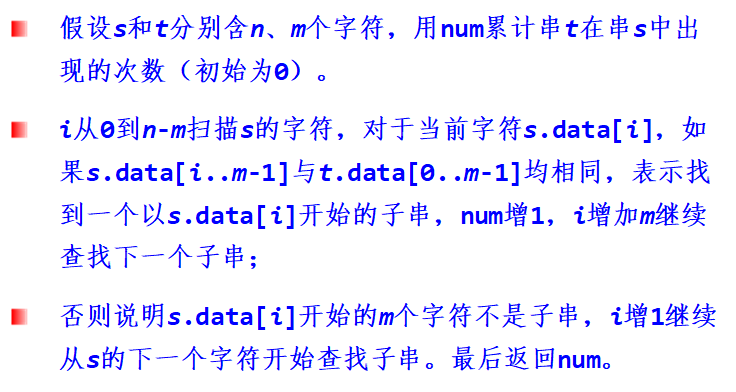 假设s和t分别含n、m个字符，用num累计串t在串s中出
现的次数（初始为0）。
i从0到n-m扫描s的字符，对于当前字符s.data[i]，如
果s.data[i..m-1]与t.data[0..m-1]均相同，表示找
到一个以s.data[i]开始的子串，num增1，i增加m继续
查找下一个子串；
否则说明s.data[i]开始的m个字符不是子串，i增1继续
从s的下一个字符开始查找子串。最后返回num。